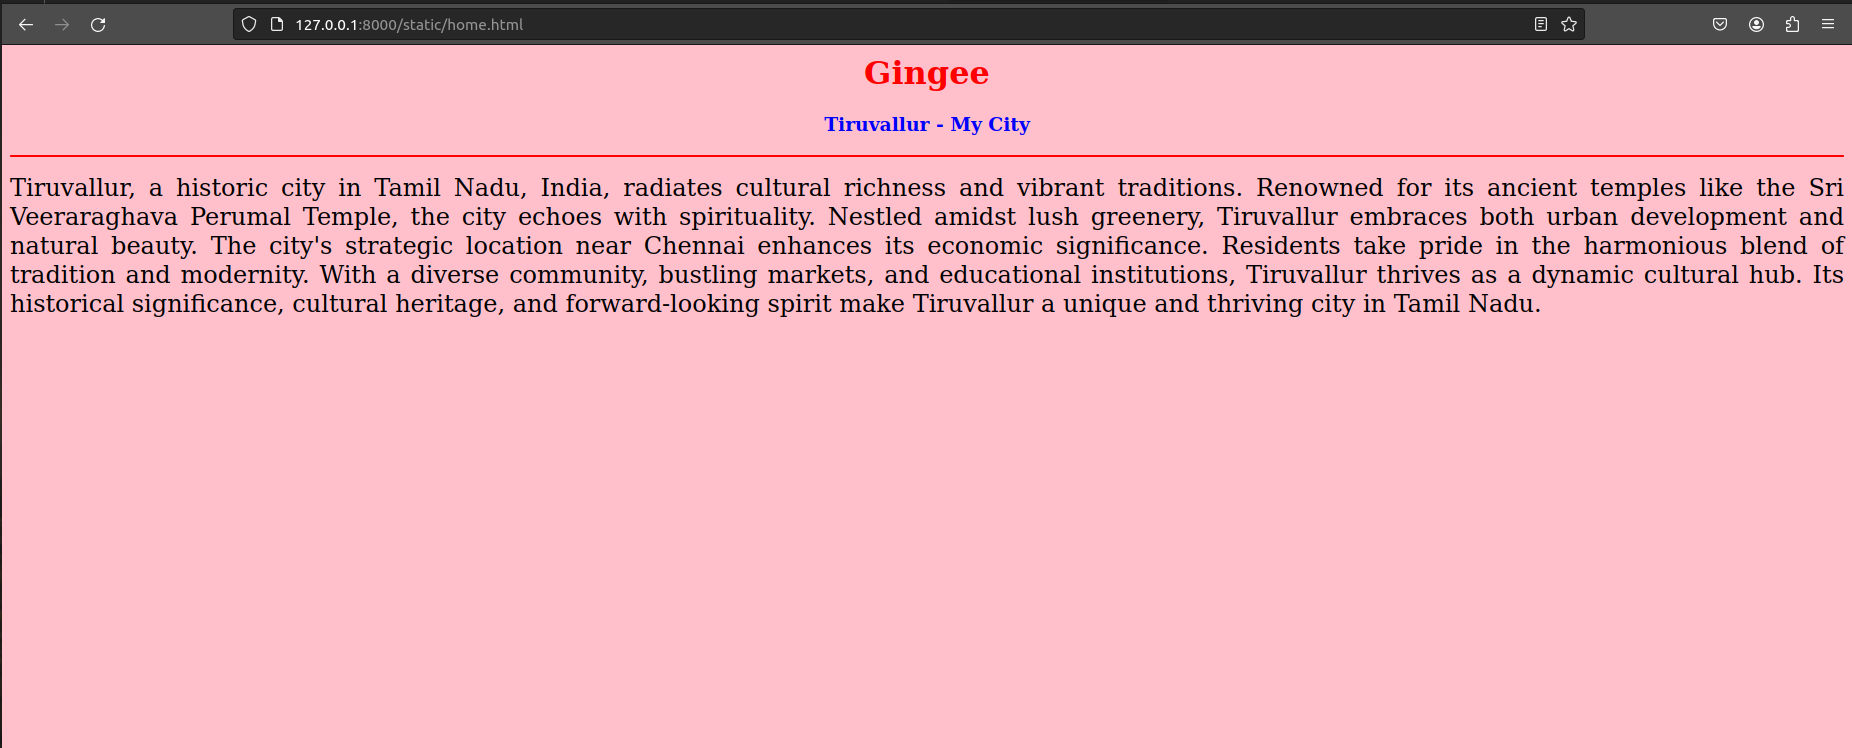 127.0.0.1:8000/static/home.html
Gingee
Tiruvallur - My City
Tiruvallur, a historic city in Tamil Nadu, India, radiates cultural richness and vibrant traditions. Renowned for its ancient temples like the Sri
Veeraraghava Perumal Temple, the city echoes with spirituality. Nestled amidst lush greenery, Tiruvallur embraces both urban development and
natural beauty. The city's strategic location near Chennai enhances its economic significance. Residents take pride in the harmonious blend of
tradition and modernity. With a diverse community, bustling markets, and educational institutions, Tiruvallur thrives as a dynamic cultural hub. Its
historical significance, cultural heritage, and forward-looking spirit make Tiruvallur a unique and thriving city in Tamil Nadu.